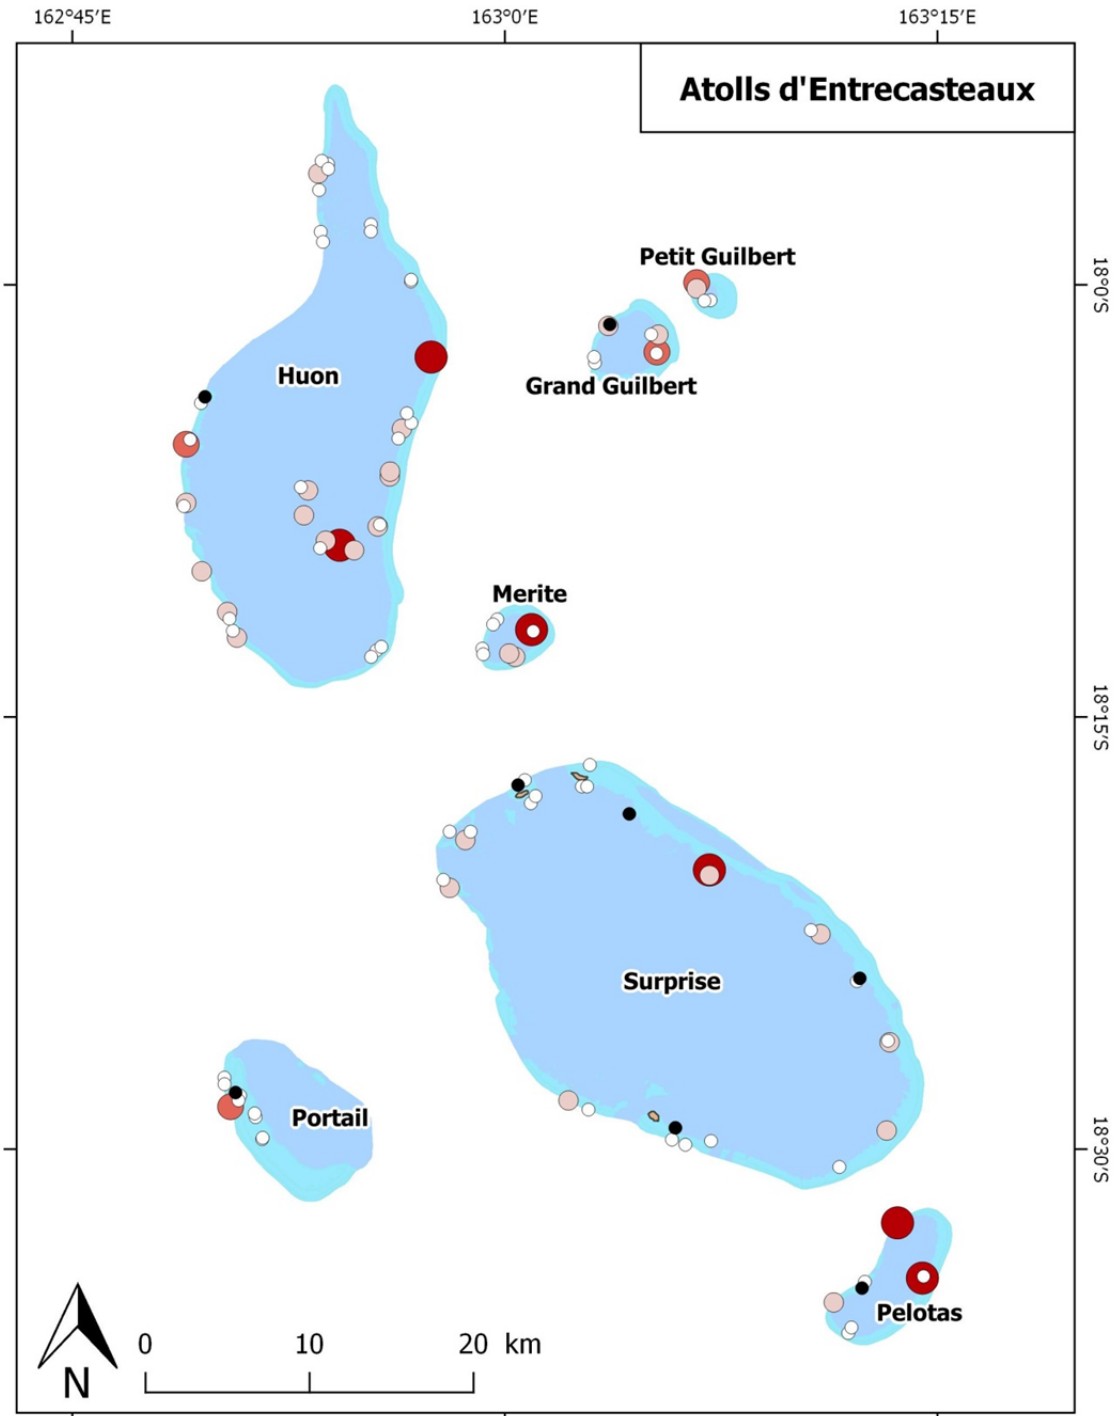 162°45′E 163°0′E 163°15′E
Atolls d'Entrecasteaux
Petit Guilbert
18°0′S
Huon
Grand Guilbert
Merite
18°15′S
Surprise
Portail
18°30′S
Pelotas
0 10 20 km
N